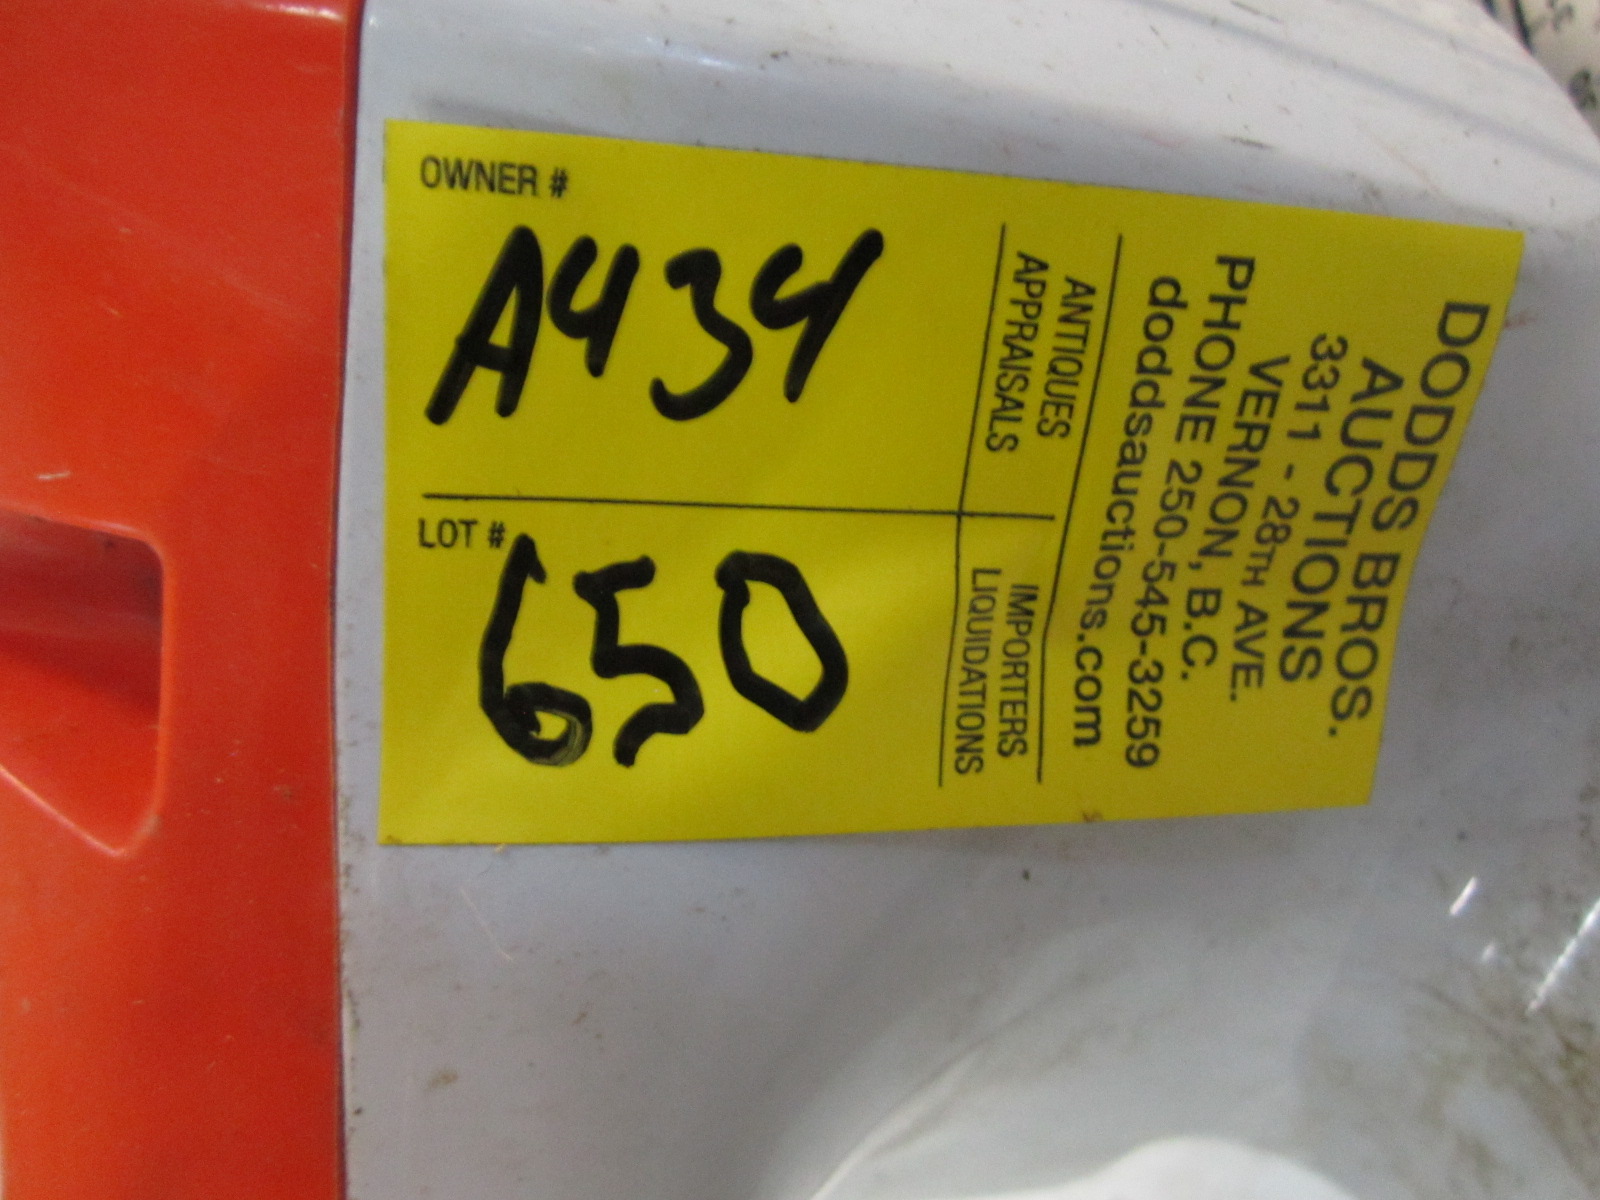 DODDS BROS.
AUCTIONS
3311 - 28TH AVE.
VERNON, B.C.
PHONE 250-545-3259
doddsauctions.com
ANTIQUES
APPRAISALS
IMPORTERS
LIQUIDATIONS
OWNER #
A434
LOT #
650